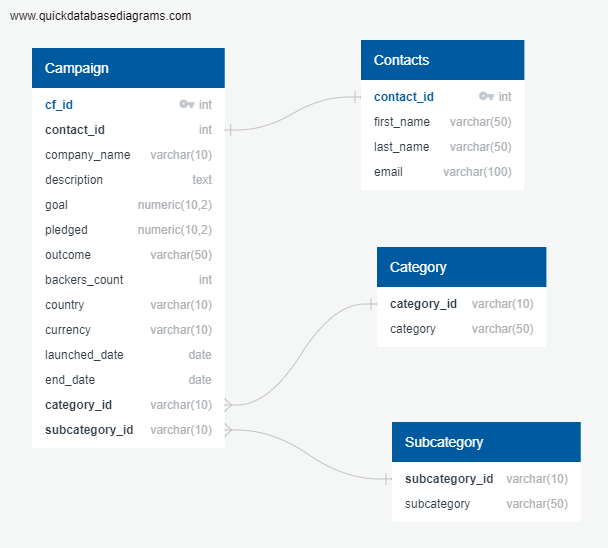 www.quickdatabasediagrams.com
Campaign
cf_id int
contact_id int
company_name varchar(10)
description text
goal numeric(10,2)
pledged numeric(10,2)
outcome varchar(50)
backers_count int
country varchar(10)
currency varchar(10)
launched_date date
end_date date
category_id varchar(10)
subcategory_id varchar(10)
Contacts
contact_id int
first_name varchar(50)
last_name varchar(50)
email varchar(100)
Category
category_id varchar(10)
category varchar(50)
Subcategory
subcategory_id varchar(10)
subcategory varchar(50)